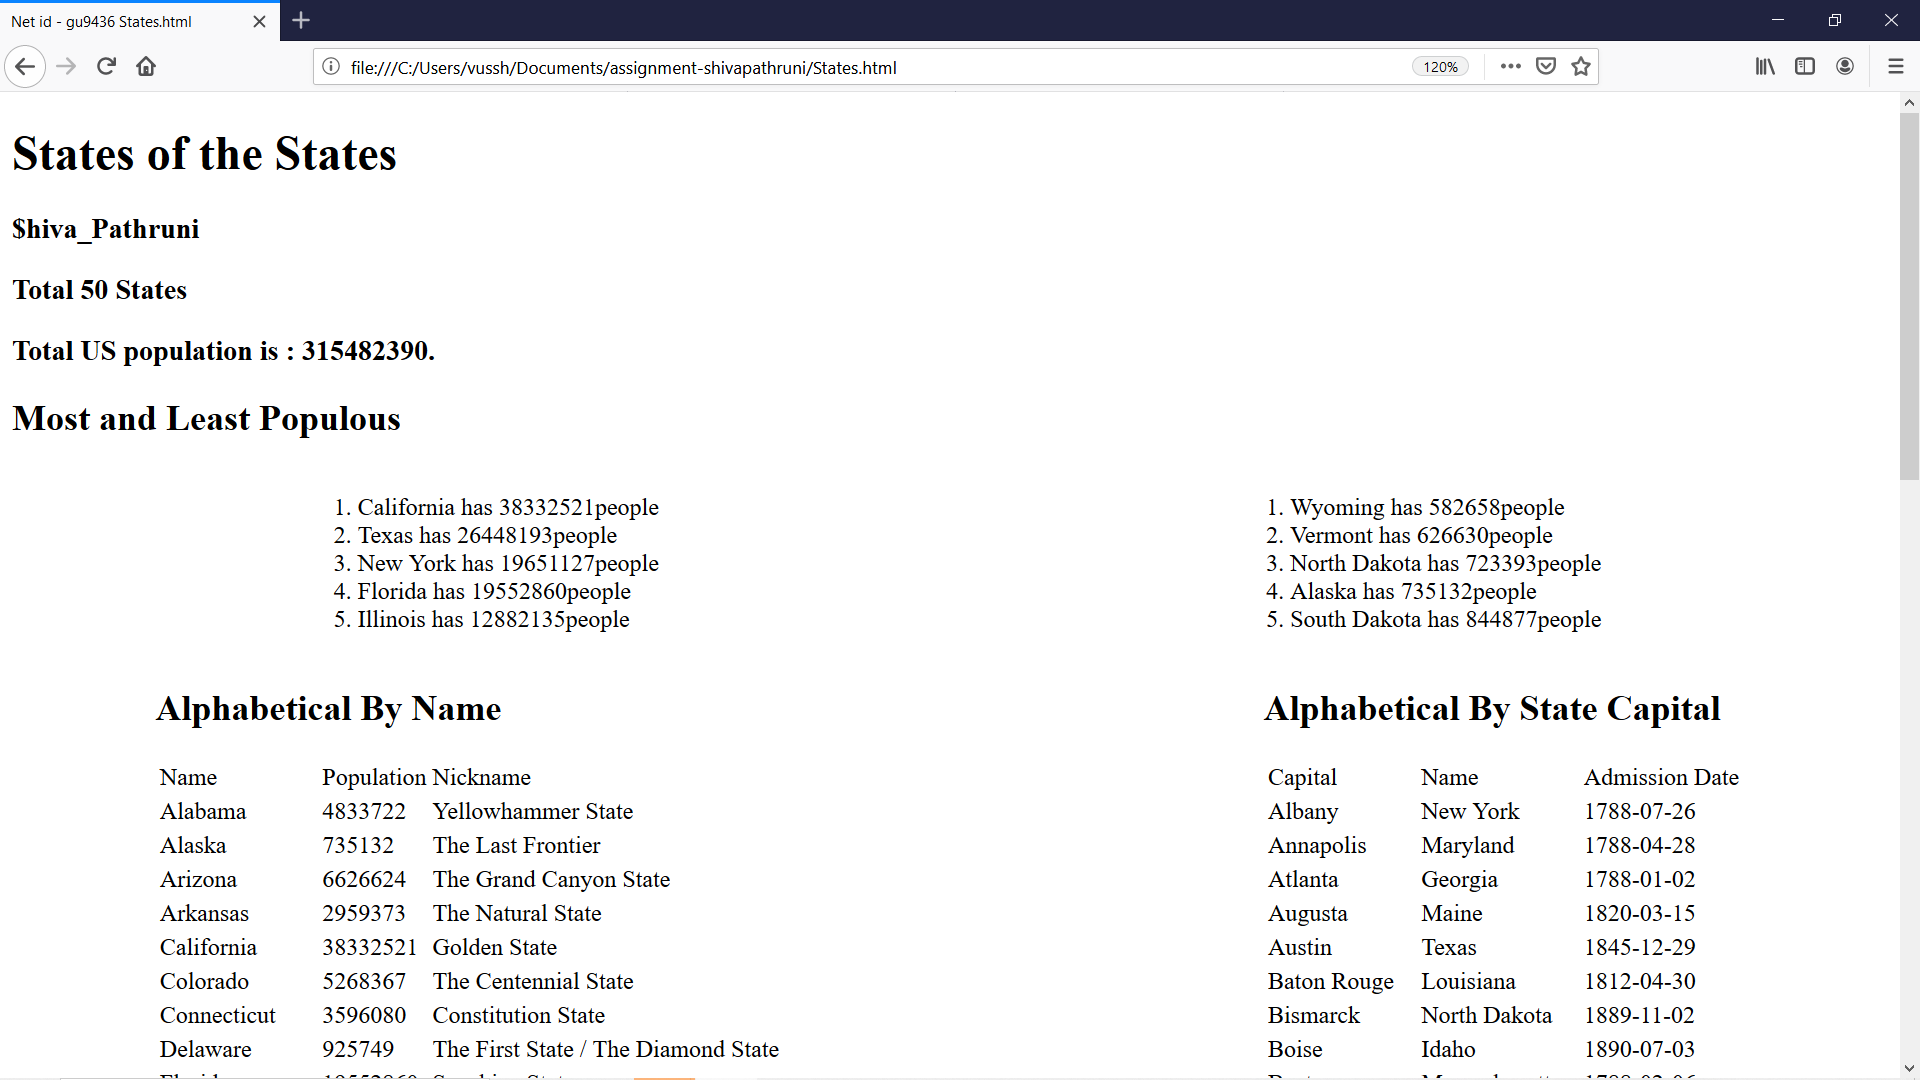 Net id - gu9436 States.html
file:///C:/Users/vussh/Documents/assignment-shivapathruni/States.html
120%
States of the States
$hiva_Pathruni
Total 50 States
Total US population is : 315482390.
Most and Least Populous
1. California has 38332521people
2. Texas has 26448193people
3. New York has 19651127people
4. Florida has 19552860people
5. Illinois has 12882135people
1. Wyoming has 582658people
2. Vermont has 626630people
3. North Dakota has 723393people
4. Alaska has 735132people
5. South Dakota has 844877people
Alphabetical By Name
Name Population Nickname
Alabama 4833722 Yellowhammer State
Alaska 735132 The Last Frontier
Arizona 6626624 The Grand Canyon State
Arkansas 2959373 The Natural State
California 38332521 Golden State
Colorado 5268367 The Centennial State
Connecticut 3596080 Constitution State
Delaware 925749 The First State / The Diamond State
Alphabetical By State Capital
Capital Name Admission Date
Albany New York 1788-07-26
Annapolis Maryland 1788-04-28
Atlanta Georgia 1788-01-02
Augusta Maine 1820-03-15
Austin Texas 1845-12-29
Baton Rouge Louisiana 1812-04-30
Bismarck North Dakota 1889-11-02
Boise Idaho 1890-07-03